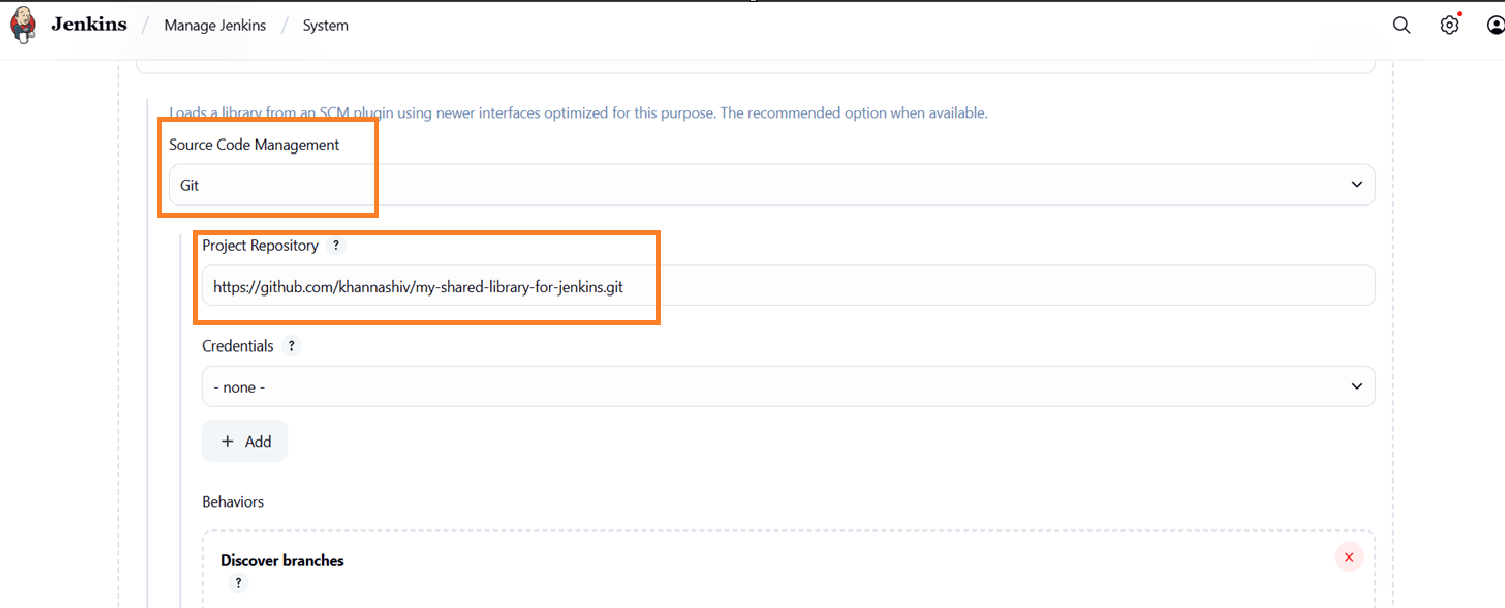 Jenkins / Manage Jenkins / System
Loads a library from an SCM plugin using newer interfaces optimized for this purpose. The recommended option when available.
Source Code Management
Git
Project Repository ?
https://github.com/khannashiv/my-shared-library-for-jenkins.git
Credentials ?
- none -
+ Add
Behaviors
Discover branches
?